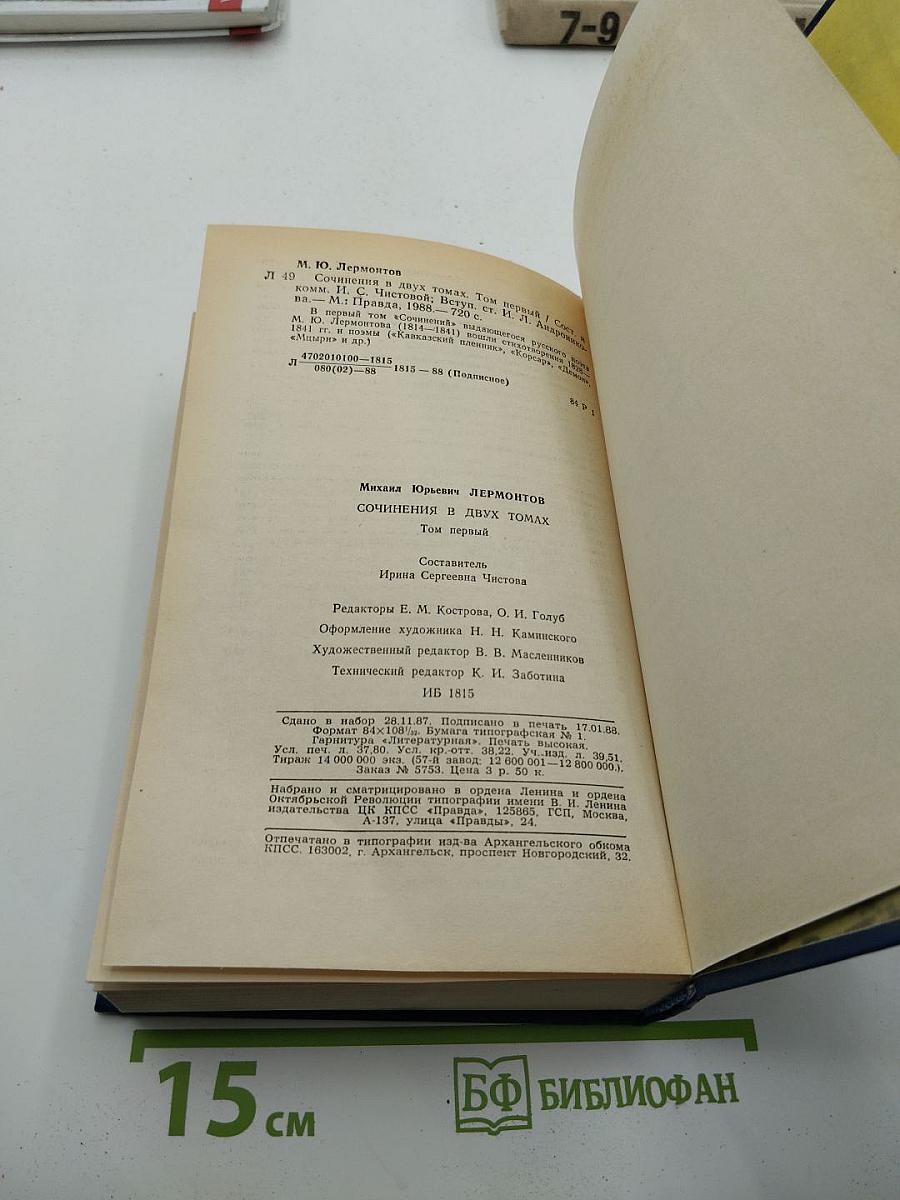 7-9
М. Ю. Лермонтов
Л 49 Сочинения в двух томах. Том первый / Сост. и
комм. И. С. Чистовой; Вступ. ст. И. Л. Андронико-
ва.— М.: Правда, 1988.— 720 с.
В первый том «Сочинений» выдающегося русского поэта
М. Ю. Лермонтова (1814—1841) вошли стихотворения 1828—
1841 гг. и поэмы («Кавказский пленник», «Корсар», «Демон»,
«Мцыри» и др.)
Л 4702010100—1815
080(02)—88 1815—88 (Подписное)
84 Р 1
Михаил Юрьевич ЛЕРМОНТОВ
СОЧИНЕНИЯ В ДВУХ ТОМАХ
Том первый
Составитель
Ирина Сергеевна Чистова
Редакторы Е. М. Кострова, О. И. Голуб
Оформление художника Н. Н. Каминского
Художественный редактор В. В. Масленников
Технический редактор К. И. Заботина
ИБ 1815
Сдано в набор 28.11.87. Подписано в печать 17.01.88.
Формат 84×108¹/₃₂. Бумага типографская № 1.
Гарнитура «Литературная». Печать высокая.
Усл. печ. л. 37,80. Усл. кр.-отт. 38,22. Уч.-изд. л. 39,51.
Тираж 14 000 000 экз. (57-й завод: 12 600 001—12 800 000.).
Заказ № 5753. Цена 3 р. 50 к.
Набрано и сматрицировано в ордена Ленина и ордена
Октябрьской Революции типографии имени В. И. Ленина
издательства ЦК КПСС «Правда», 125865, ГСП, Москва,
А-137, улица «Правды», 24.
Отпечатано в типографии изд-ва Архангельского обкома
КПСС. 163002, г. Архангельск, проспект Новгородский, 32.
15 см
БФ БИБЛИОФАН